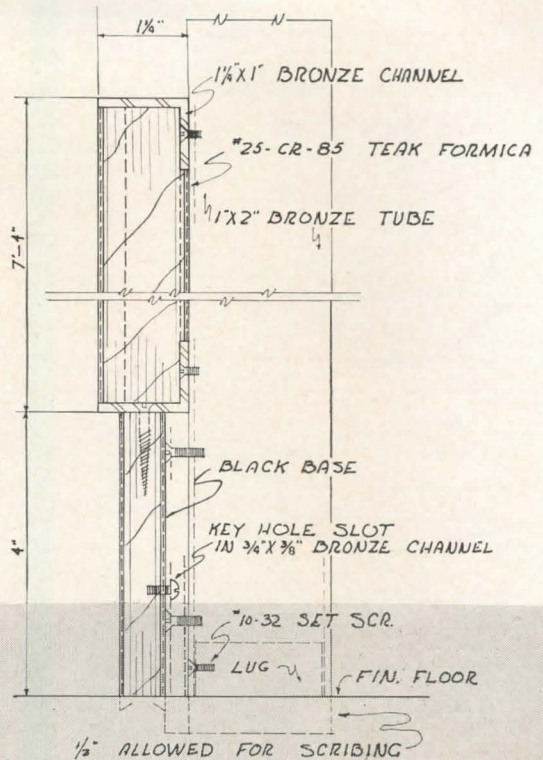 1¼"
1¼"X1" BRONZE CHANNEL
#25-CR-85 TEAK FORMICA
1"X2" BRONZE TUBE
7'-4"
BLACK BASE
4"
KEY HOLE SLOT
IN ¾"X⅜" BRONZE CHANNEL
#10-32 SET SCR.
LUG
FIN. FLOOR
½" ALLOWED FOR SCRIBING